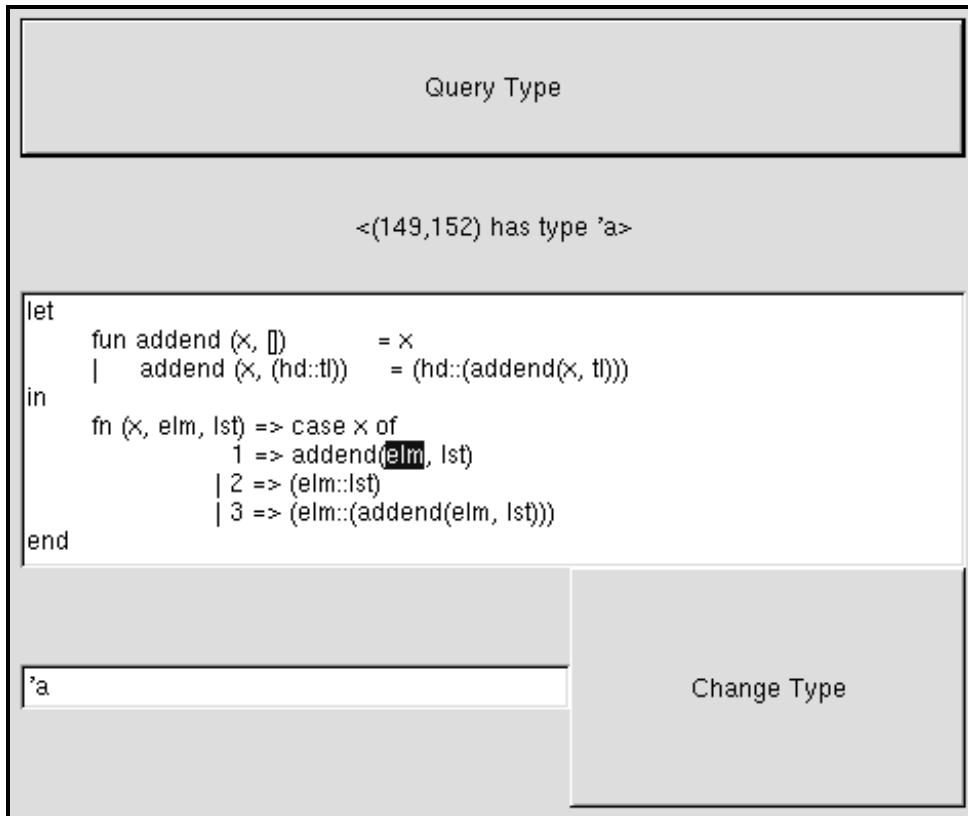 Query Type
<(149,152) has type 'a>
let
fun addend (x, []) = x
| addend (x, (hd::tl)) = (hd::(addend(x, tl)))
in
fn (x, elm, lst) => case x of
1 => addend(elm, lst)
| 2 => (elm::lst)
| 3 => (elm::(addend(elm, lst)))
end
'a
Change Type